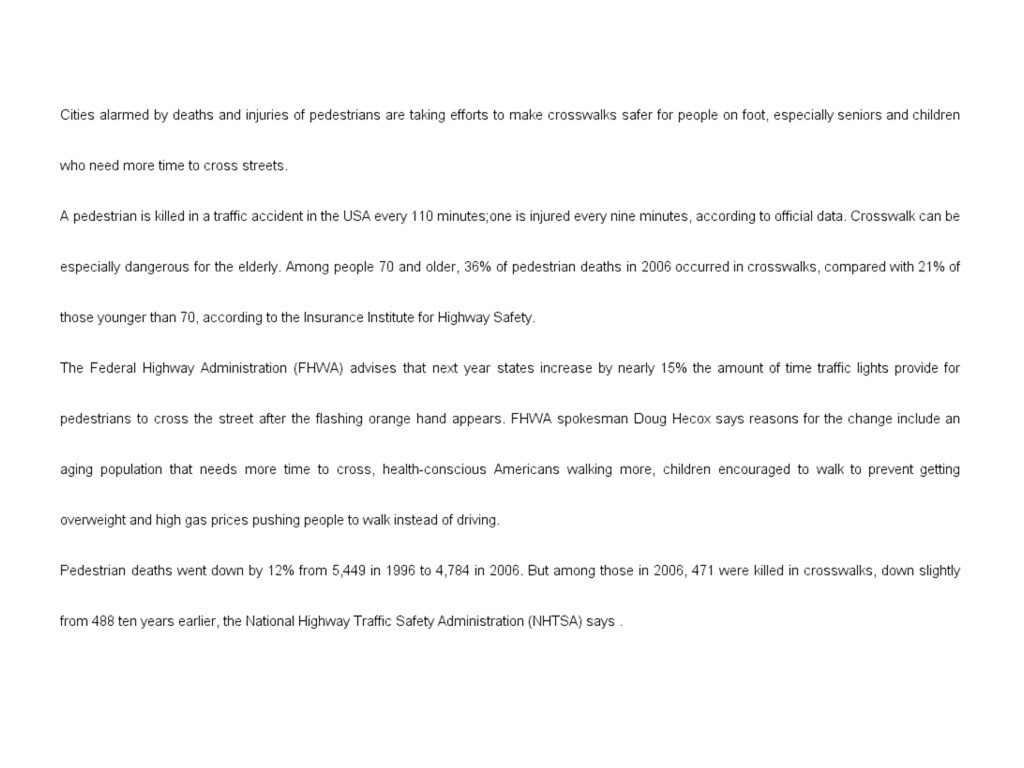 Cities alarmed by deaths and injuries of pedestrians are taking efforts to make crosswalks safer for people on foot, especially seniors and children
who need more time to cross streets.
A pedestrian is killed in a traffic accident in the USA every 110 minutes;one is injured every nine minutes, according to official data. Crosswalk can be
especially dangerous for the elderly. Among people 70 and older, 36% of pedestrian deaths in 2006 occurred in crosswalks, compared with 21% of
those younger than 70, according to the Insurance Institute for Highway Safety.
The Federal Highway Administration (FHWA) advises that next year states increase by nearly 15% the amount of time traffic lights provide for
pedestrians to cross the street after the flashing orange hand appears. FHWA spokesman Doug Hecox says reasons for the change include an
aging population that needs more time to cross, health-conscious Americans walking more, children encouraged to walk to prevent getting
overweight and high gas prices pushing people to walk instead of driving.
Pedestrian deaths went down by 12% from 5,449 in 1996 to 4,784 in 2006. But among those in 2006, 471 were killed in crosswalks, down slightly
from 488 ten years earlier, the National Highway Traffic Safety Administration (NHTSA) says .